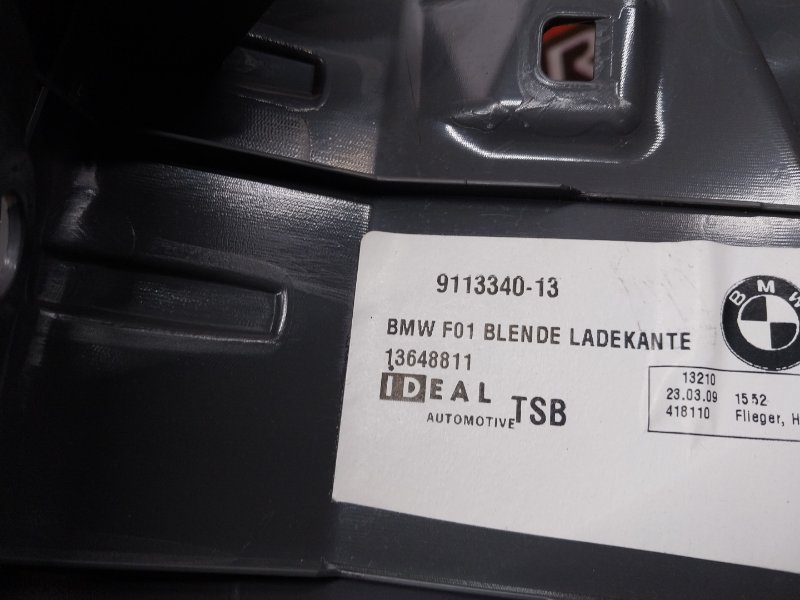 9113340-13
BMW F01 BLENDE LADEKANTE
13648811
IDEAL
AUTOMOTIVE TSB
BMW
13210
23.03.09 15:52
418110 Flieger, H